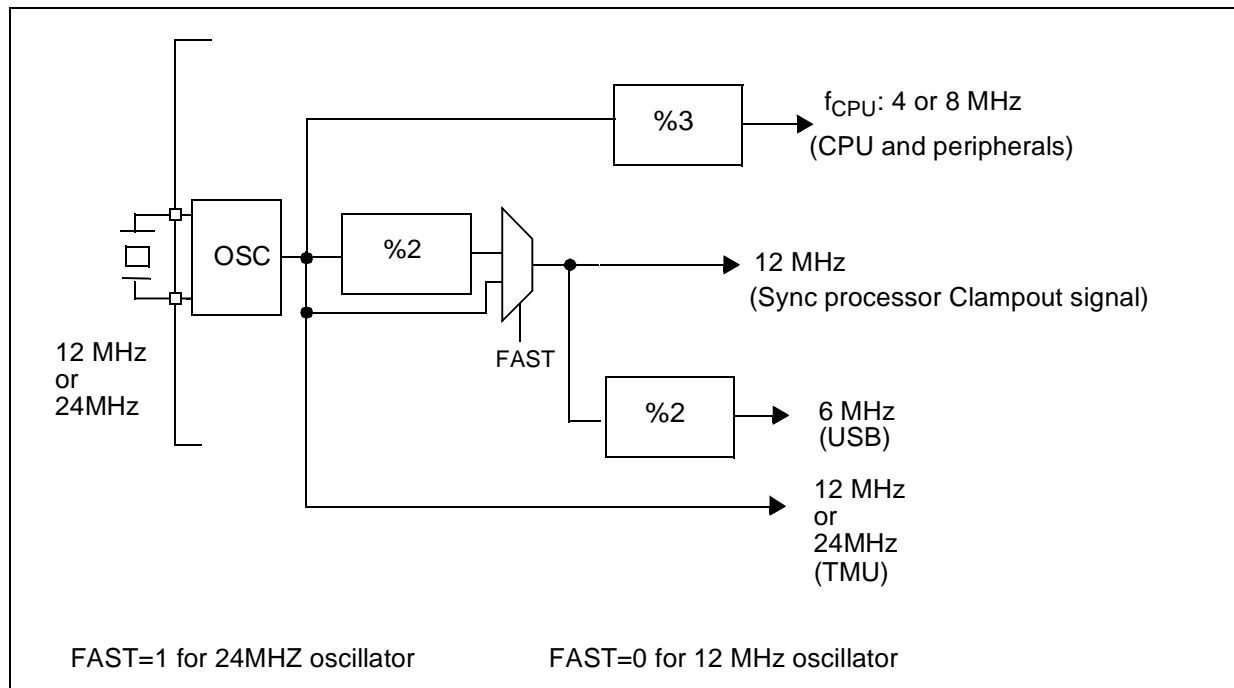 %3
fCPU: 4 or 8 MHz
(CPU and peripherals)
OSC
%2
12 MHz
(Sync processor Clampout signal)
FAST
12 MHz
or
24MHz
%2
6 MHz
(USB)
12 MHz
or
24MHz
(TMU)
FAST=1 for 24MHZ oscillator
FAST=0 for 12 MHz oscillator